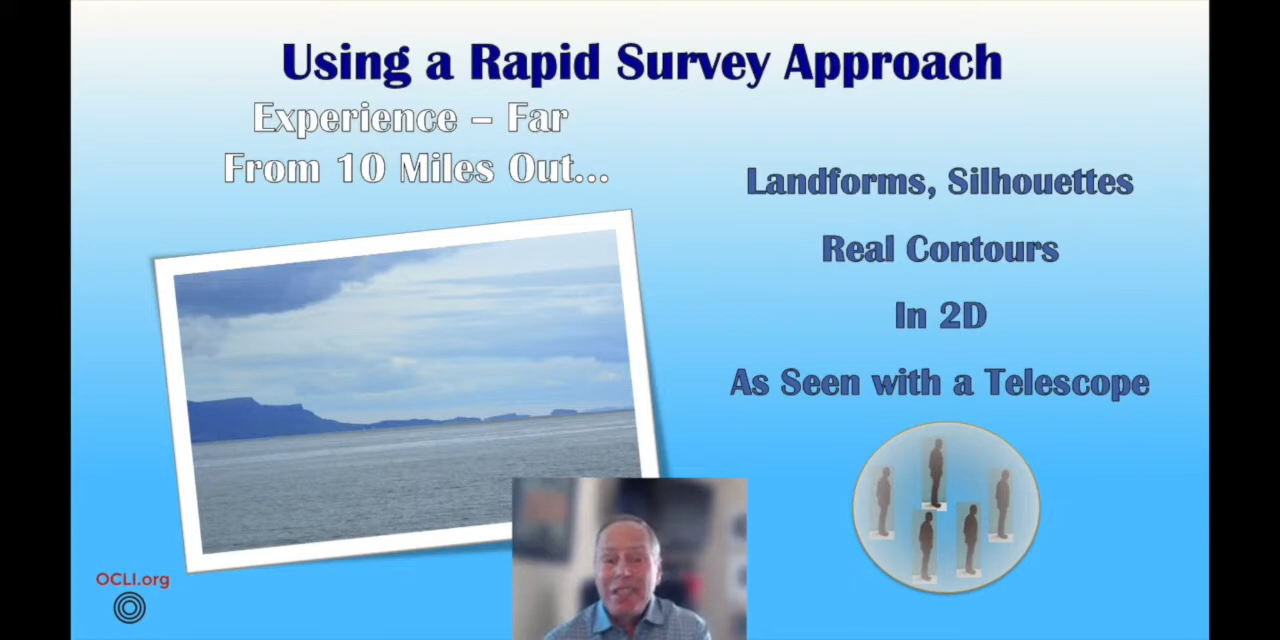 Using a Rapid Survey Approach
Experience – Far
From 10 Miles Out...
Landforms, Silhouettes
Real Contours
In 2D
As Seen with a Telescope
OCLI.org